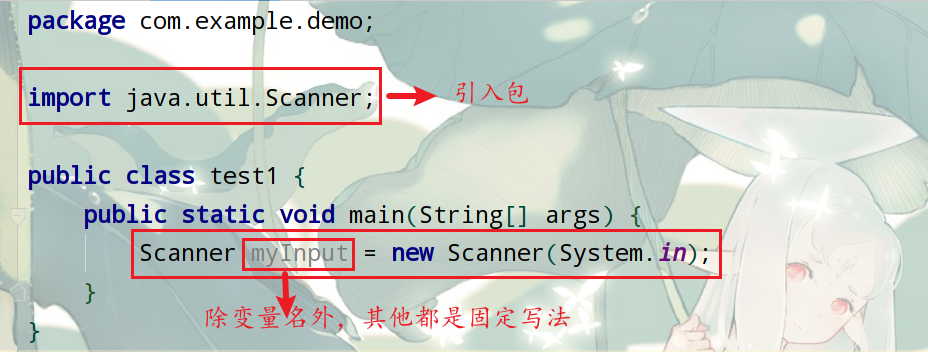 package com.example.demo;
import java.util.Scanner;
引入包
public class test1 {
public static void main(String[] args) {
Scanner myInput = new Scanner(System.in);
}
除变量名外，其他都是固定写法
}